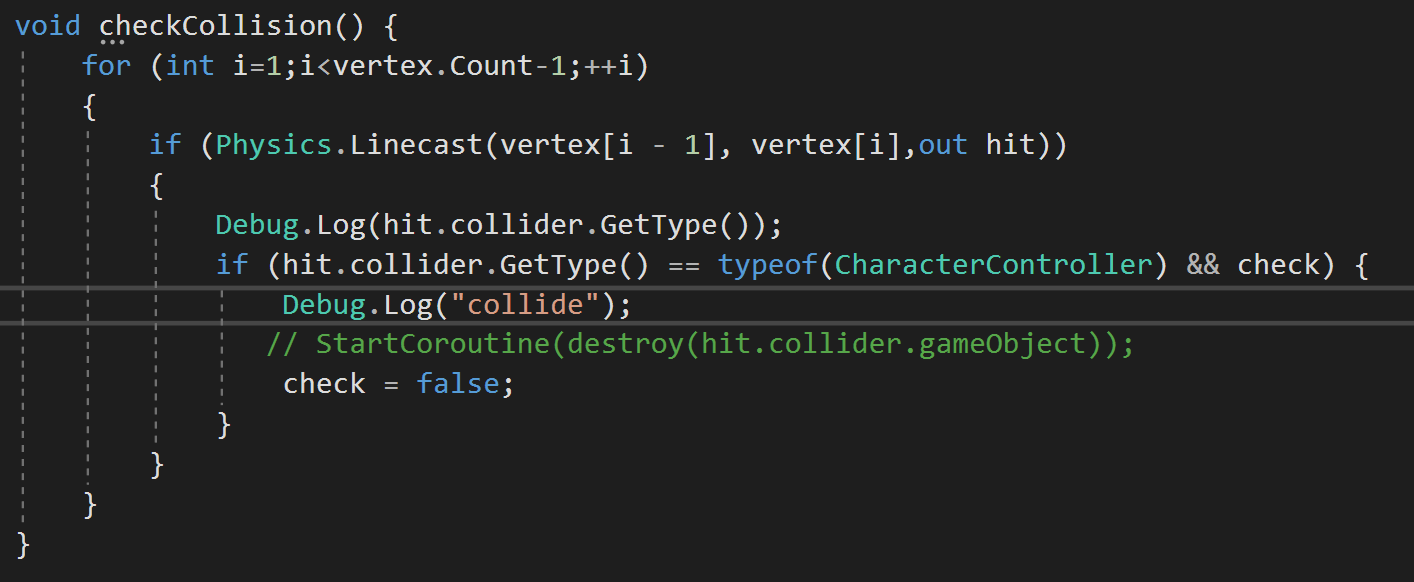 void checkCollision() {
for (int i=1;i<vertex.Count-1;++i)
{
if (Physics.Linecast(vertex[i - 1], vertex[i],out hit))
{
Debug.Log(hit.collider.GetType());
if (hit.collider.GetType() == typeof(CharacterController) && check) {
Debug.Log("collide");
// StartCoroutine(destroy(hit.collider.gameObject));
check = false;
}
}
}
}